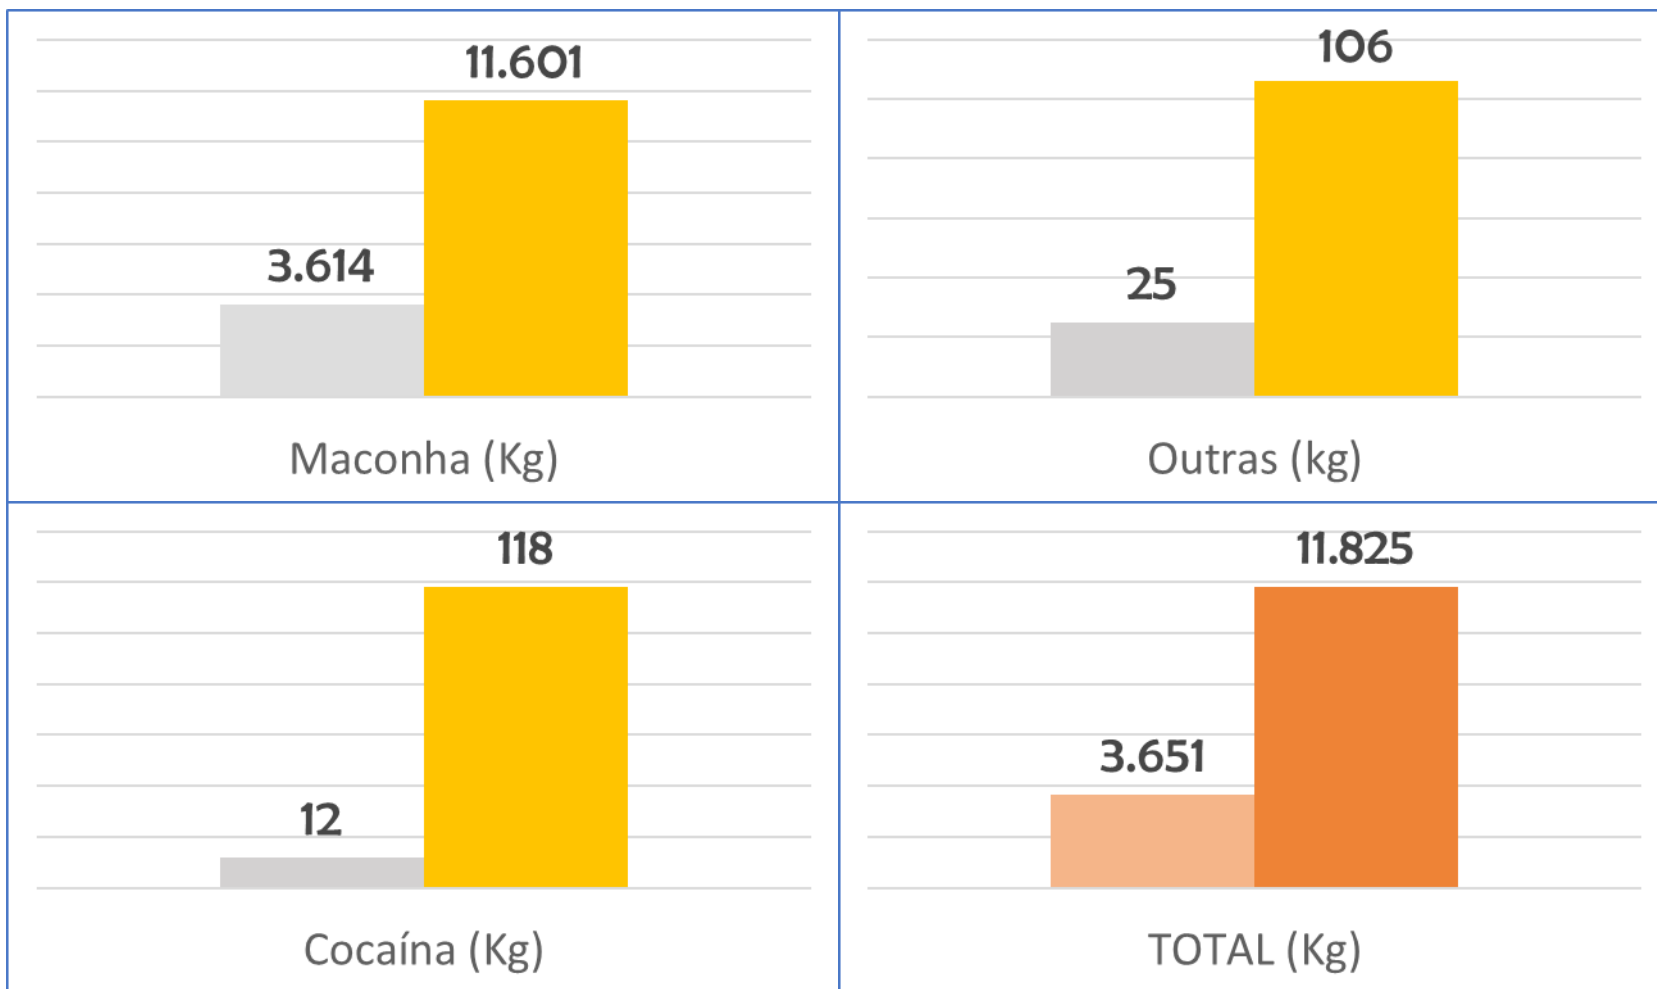 11.601
3.614
Maconha (Kg)
106
25
Outras (kg)
118
12
Cocaína (Kg)
11.825
3.651
TOTAL (Kg)